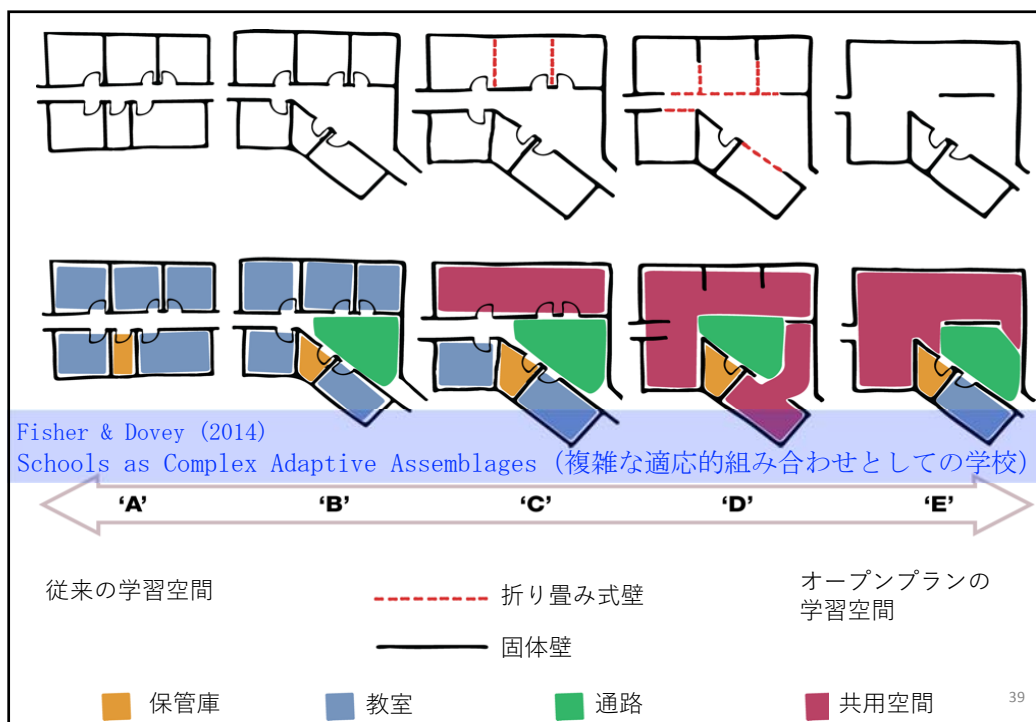 Fisher & Dovey (2014)
Schools as Complex Adaptive Assemblages (複雑な適応的組み合わせとしての学校)
‘A’ ‘B’ ‘C’ ‘D’ ‘E’
従来の学習空間
折り畳み式壁
オープンプランの
学習空間
固体壁
保管庫 教室 通路 共用空間
39